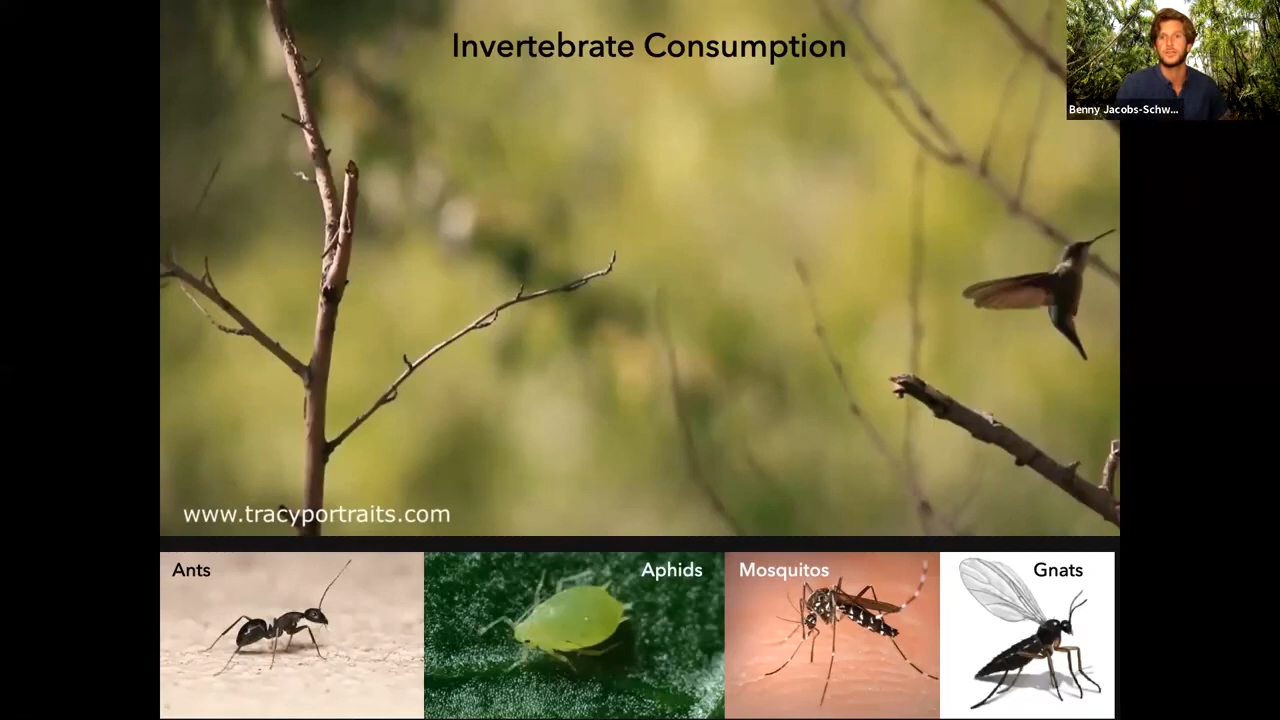 Invertebrate Consumption
Benny Jacobs-Schw...
www.tracyportraits.com
Ants
Aphids
Mosquitos
Gnats